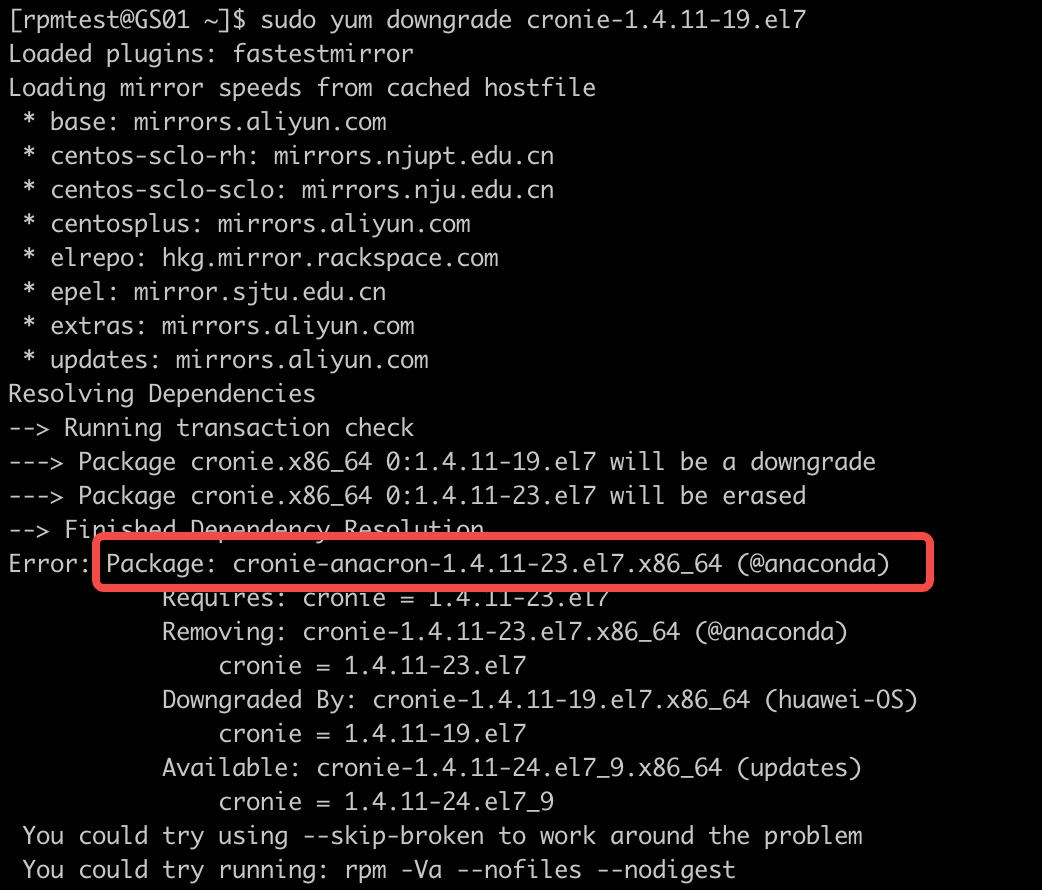 [rpmtest@GS01 ~]$ sudo yum downgrade cronie-1.4.11-19.el7
Loaded plugins: fastestmirror
Loading mirror speeds from cached hostfile
 * base: mirrors.aliyun.com
 * centos-sclo-rh: mirrors.njupt.edu.cn
 * centos-sclo-sclo: mirrors.nju.edu.cn
 * centosplus: mirrors.aliyun.com
 * elrepo: hkg.mirror.rackspace.com
 * epel: mirror.sjtu.edu.cn
 * extras: mirrors.aliyun.com
 * updates: mirrors.aliyun.com
Resolving Dependencies
--> Running transaction check
---> Package cronie.x86_64 0:1.4.11-19.el7 will be a downgrade
---> Package cronie.x86_64 0:1.4.11-23.el7 will be erased
--> Finished Dependency Resolution
Error: Package: cronie-anacron-1.4.11-23.el7.x86_64 (@anaconda)
           Requires: cronie = 1.4.11-23.el7
           Removing: cronie-1.4.11-23.el7.x86_64 (@anaconda)
               cronie = 1.4.11-23.el7
           Downgraded By: cronie-1.4.11-19.el7.x86_64 (huawei-OS)
               cronie = 1.4.11-19.el7
           Available: cronie-1.4.11-24.el7_9.x86_64 (updates)
               cronie = 1.4.11-24.el7_9
 You could try using --skip-broken to work around the problem
 You could try running: rpm -Va --nofiles --nodigest